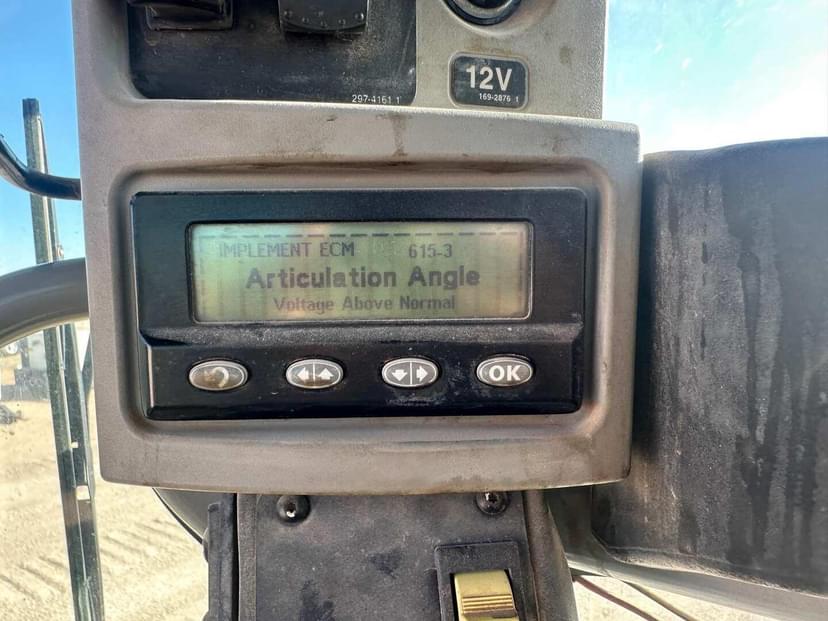 12V
169-2876 1
297-4161 1
IMPLEMENT ECM 615-3
Articulation Angle
Voltage Above Normal
OK